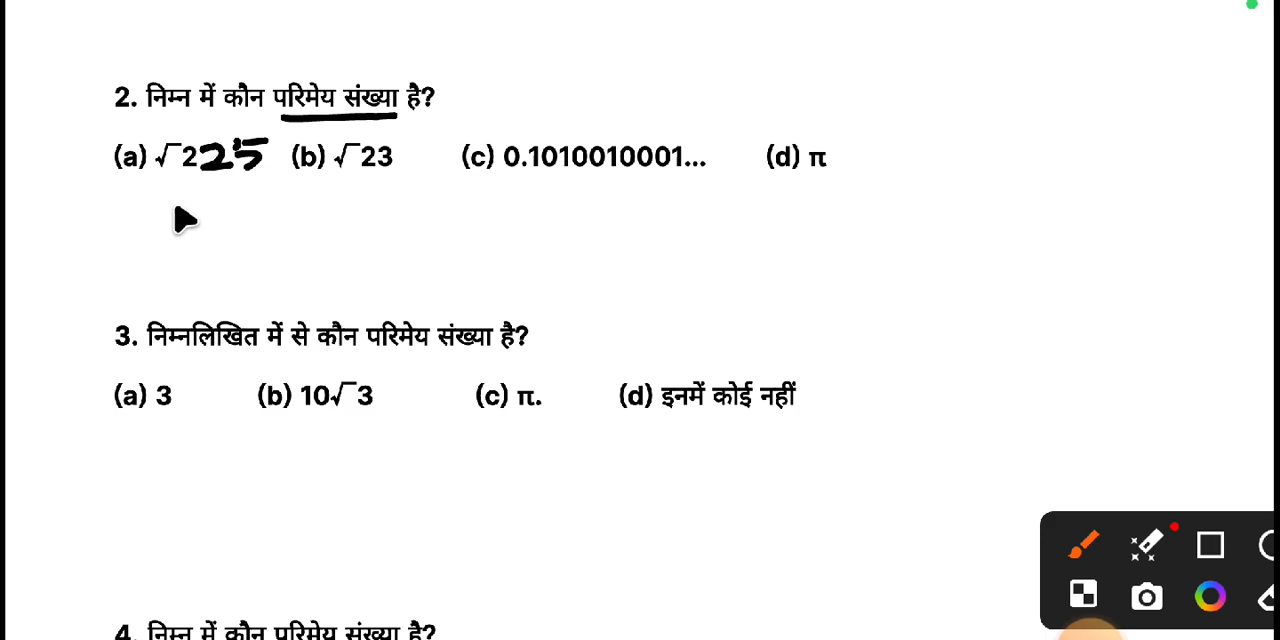 2. निम्न में कौन परिमेय संख्या है?
(a) √225 (b) √23 (c) 0.1010010001... (d) π
3. निम्नलिखित में से कौन परिमेय संख्या है?
(a) 3 (b) 10√3 (c) π. (d) इनमें कोई नहीं
4. निम्न में कौन परिमेय संख्या है?